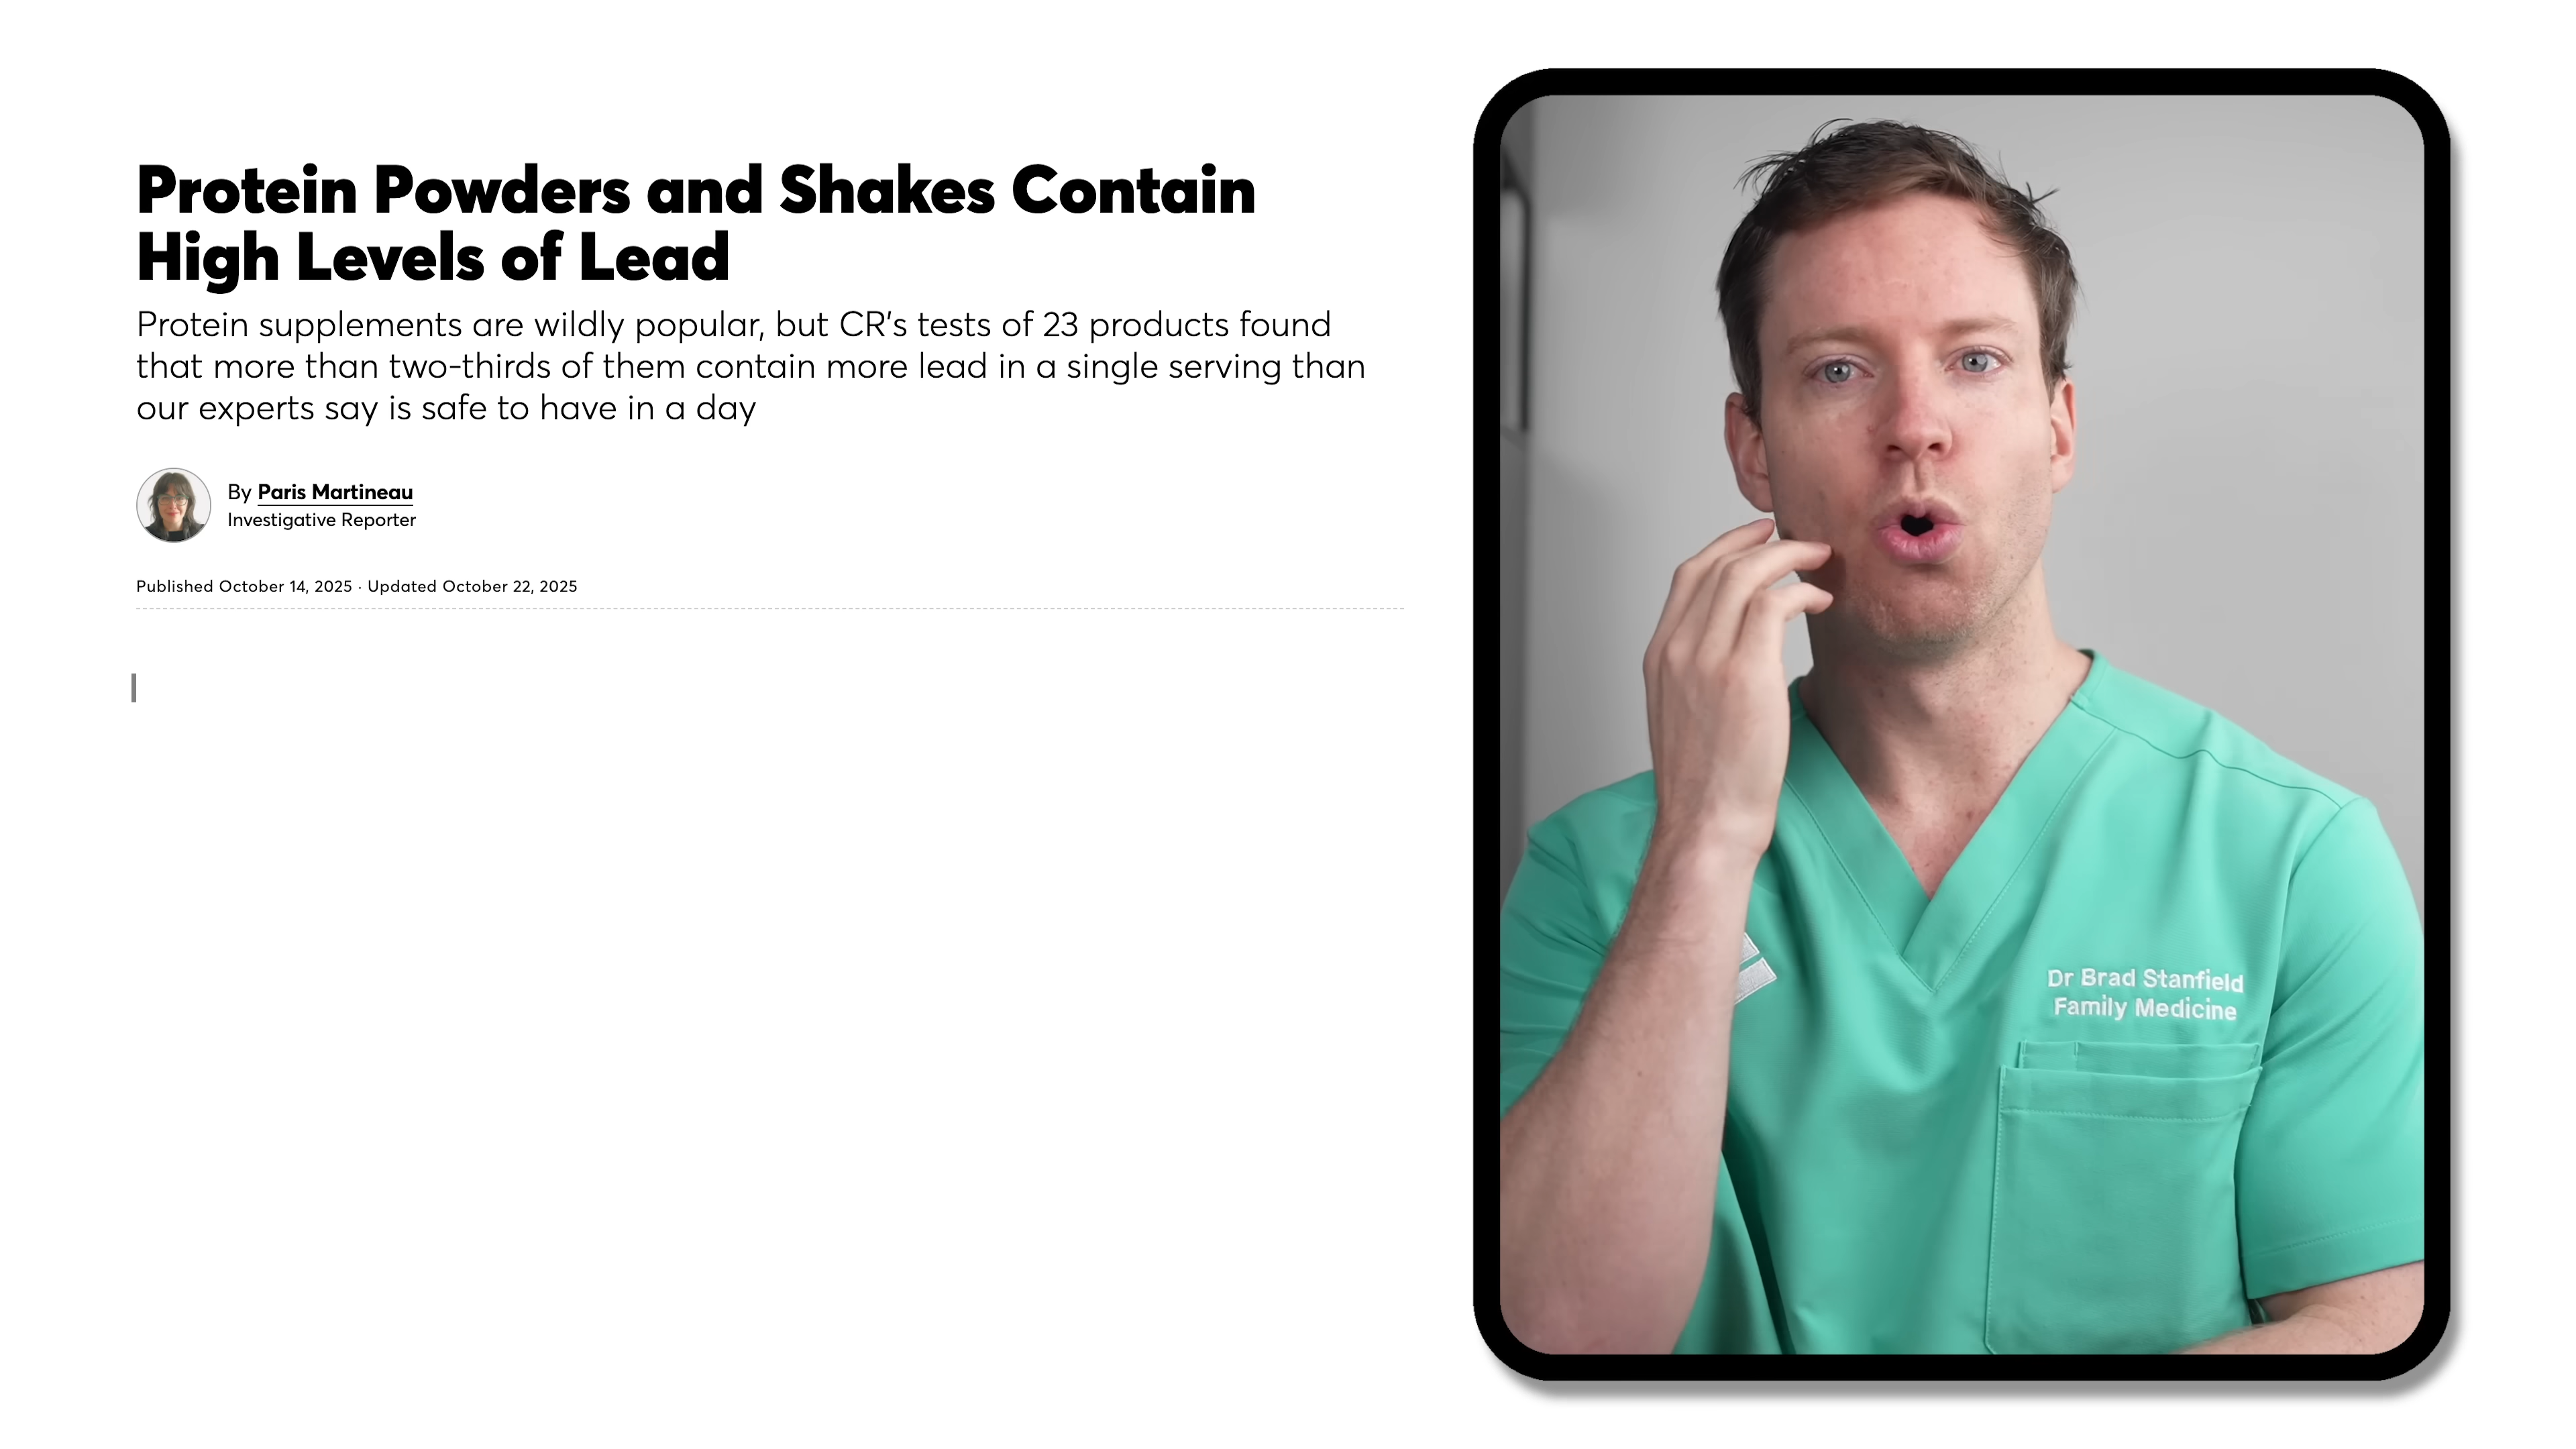 Protein Powders and Shakes Contain
High Levels of Lead
Protein supplements are wildly popular, but CR's tests of 23 products found
that more than two-thirds of them contain more lead in a single serving than
our experts say is safe to have in a day
By Paris Martineau
Investigative Reporter
Published October 14, 2025 · Updated October 22, 2025
Dr Brad Stanfield
Family Medicine